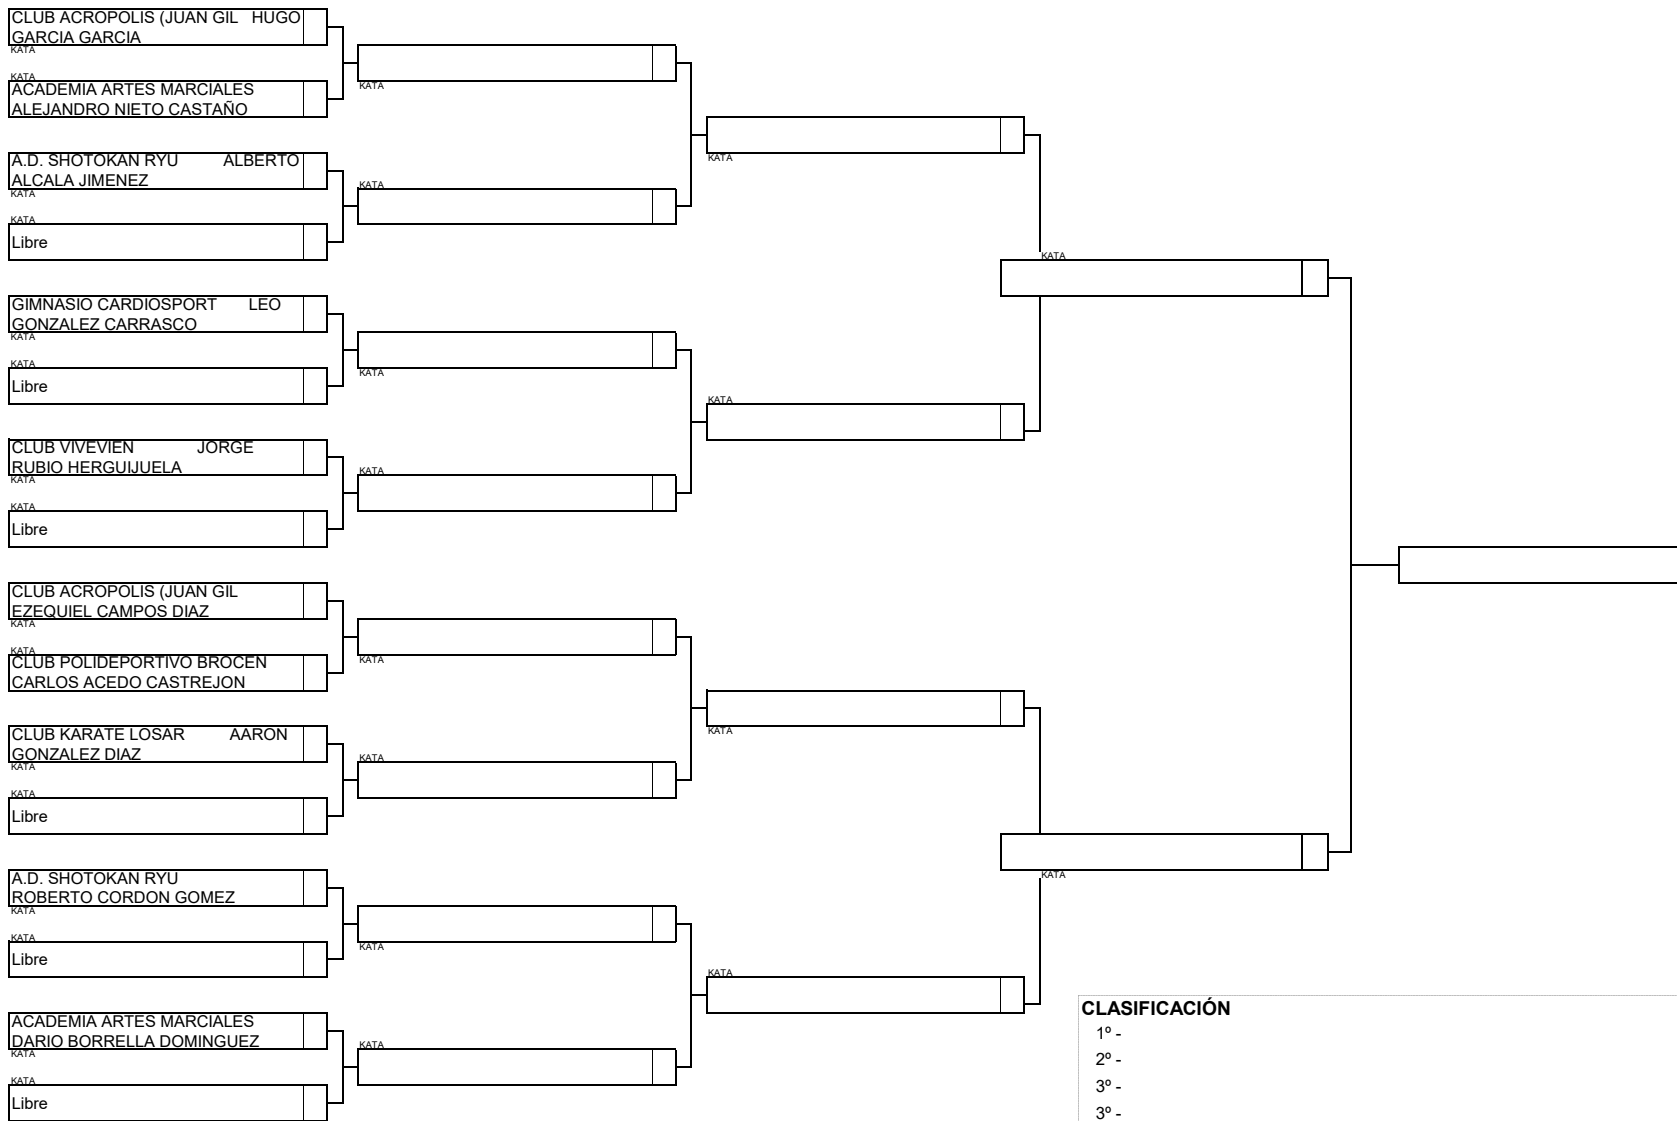 CLUB ACROPOLIS (JUAN GIL HUGO
GARCIA GARCIA
KATA
KATA
ACADEMIA ARTES MARCIALES
ALEJANDRO NIETO CASTAÑO
A.D. SHOTOKAN RYU ALBERTO
ALCALA JIMENEZ
KATA
KATA
Libre
GIMNASIO CARDIOSPORT LEO
GONZALEZ CARRASCO
KATA
KATA
Libre
CLUB VIVEVIEN JORGE
RUBIO HERGUIJUELA
KATA
KATA
Libre
CLUB ACROPOLIS (JUAN GIL
EZEQUIEL CAMPOS DIAZ
KATA
KATA
CLUB POLIDEPORTIVO BROCEN
CARLOS ACEDO CASTREJON
CLUB KARATE LOSAR AARON
GONZALEZ DIAZ
KATA
KATA
Libre
A.D. SHOTOKAN RYU
ROBERTO CORDON GOMEZ
KATA
KATA
Libre
ACADEMIA ARTES MARCIALES
DARIO BORRELLA DOMINGUEZ
KATA
KATA
Libre
KATA
KATA
KATA
KATA
KATA
KATA
KATA
KATA
KATA
KATA
KATA
KATA
KATA
KATA
CLASIFICACIÓN
1º -
2º -
3º -
3º -